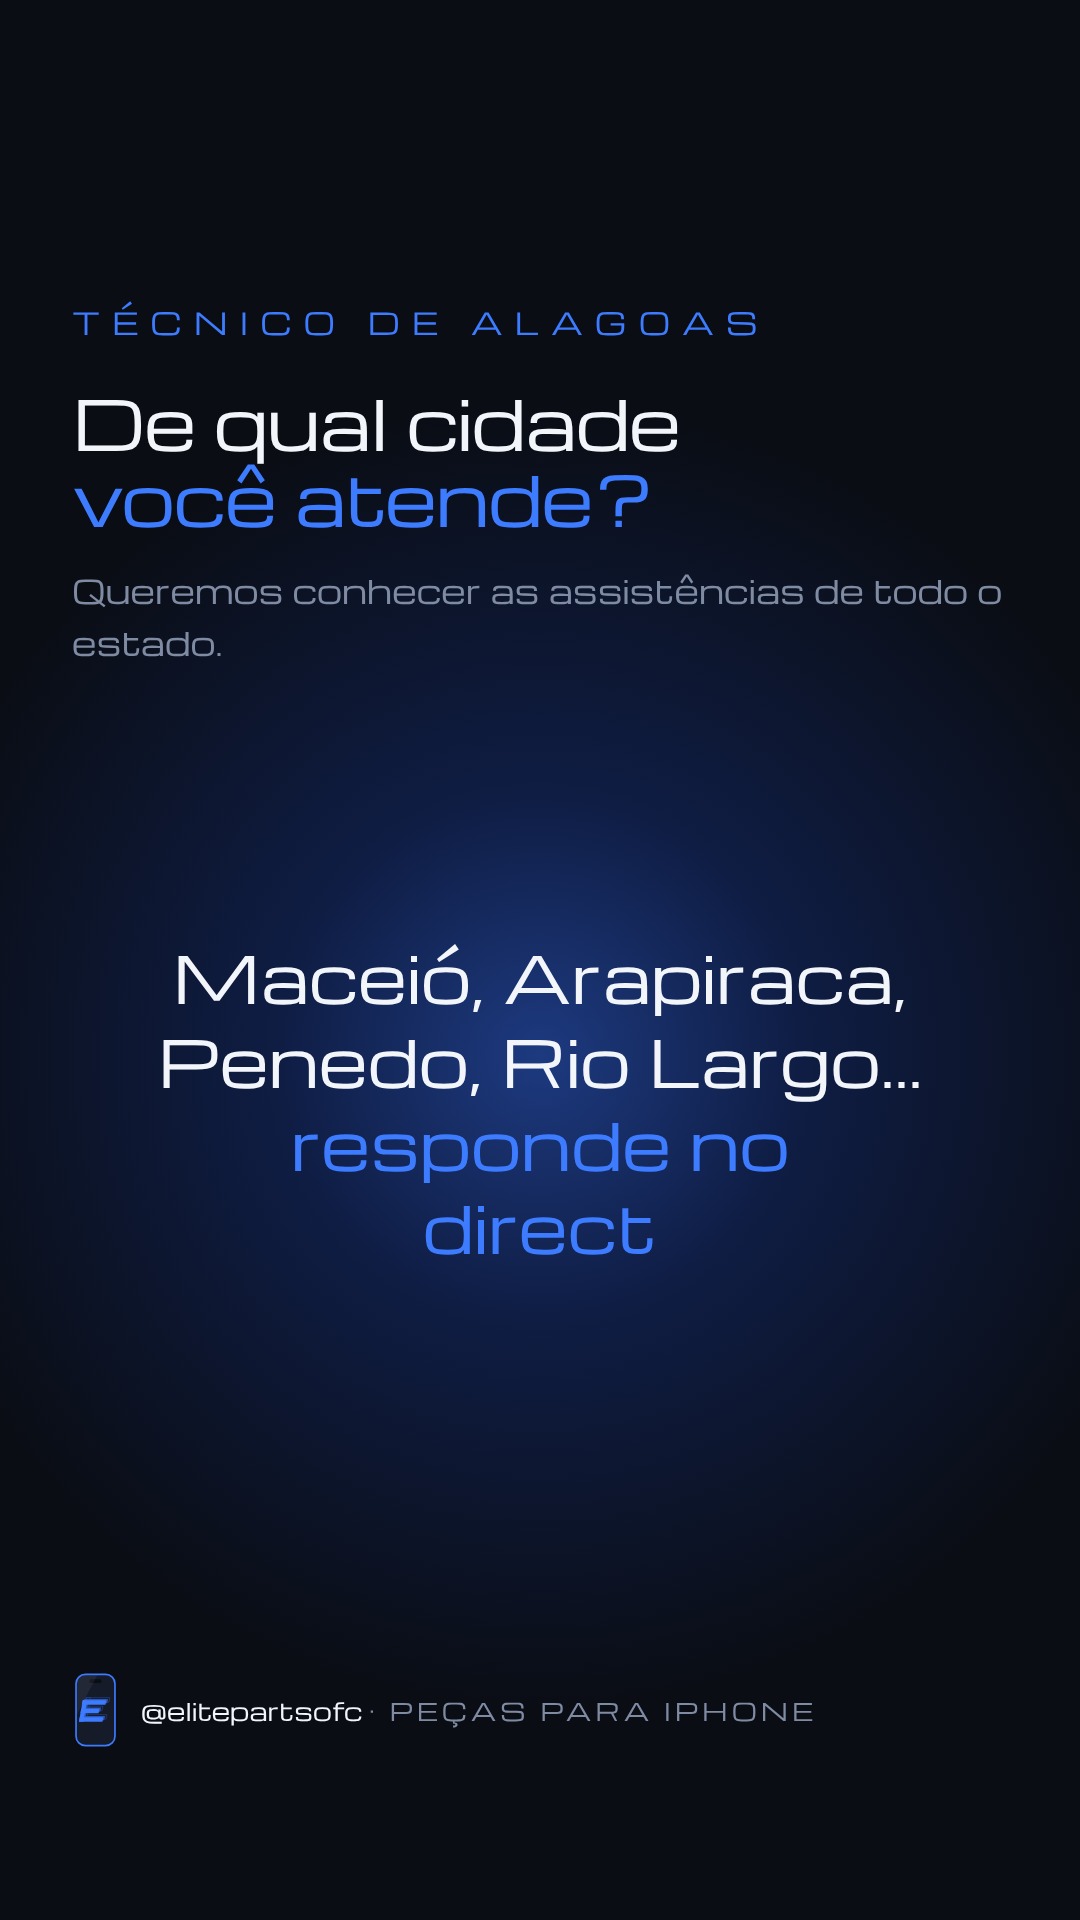 TÉCNICO DE ALAGOAS
De qual cidade
você atende?
Queremos conhecer as assistências de todo o
estado.
Maceió, Arapiraca,
Penedo, Rio Largo...
responde no
direct
E @elitepartsofc · PEÇAS PARA IPHONE